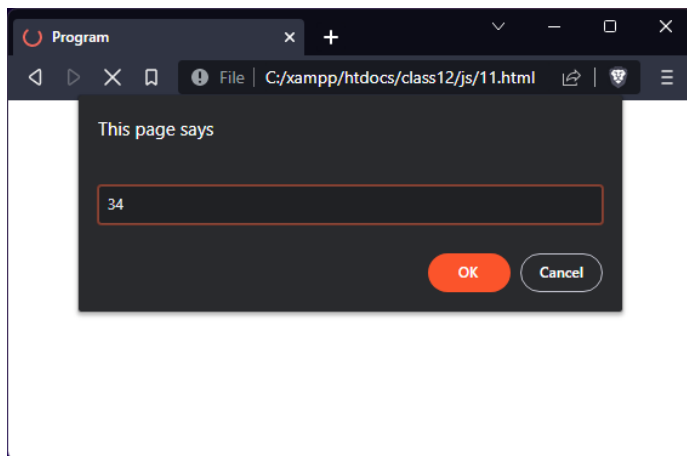 Program
File C:/xampp/htdocs/class12/js/11.html
This page says
34
OK Cancel